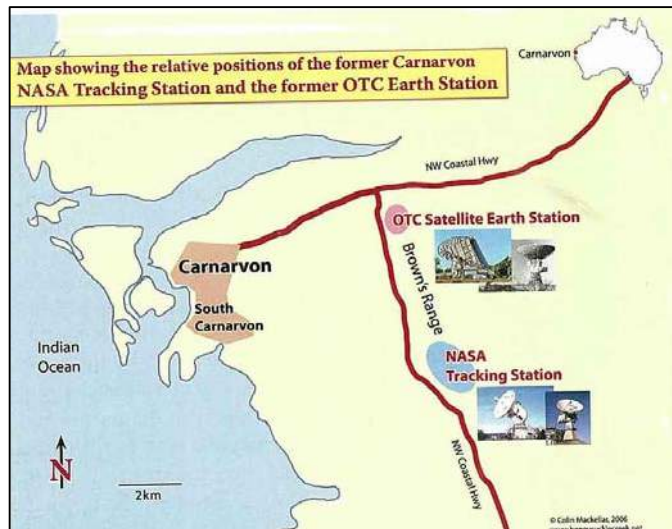 Map showing the relative positions of the former Carnarvon
NASA Tracking Station and the former OTC Earth Station
Carnarvon
NW Coastal Hwy
OTC Satellite Earth Station
Carnarvon
Brown's Range
South
Carnarvon
Indian
Ocean
NASA
Tracking Station
N
2km
NW Coastal Hwy
© Colin Mackellar, 2006